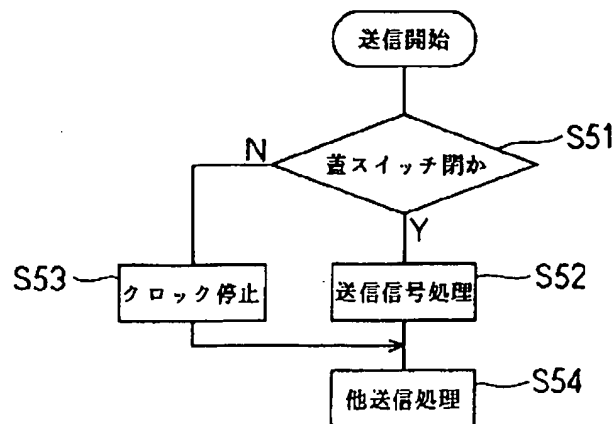 送信開始
蓋スイッチ閉か
S51
N
Y
S53
クロック停止
送信信号処理
S52
他送信処理
S54